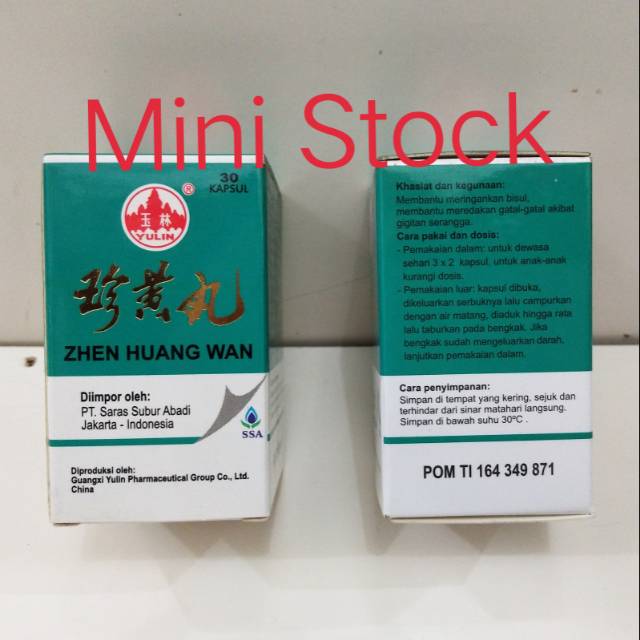 Mini Stock
30
KAPSUL
®
玉林
YULIN
珍黄丸
ZHEN HUANG WAN
Diimpor oleh:
PT. Saras Subur Abadi
Jakarta - Indonesia
SSA
Diproduksi oleh:
Guangxi Yulin Pharmaceutical Group Co., Ltd.
China
Khasiat dan kegunaan:
Membantu meringankan bisul,
membantu meredakan gatal-gatal akibat
gigitan serangga.
Cara pakai dan dosis:
- Pemakaian dalam: untuk dewasa
sehari 3 x 2 kapsul, untuk anak-anak
kurangi dosis.
- Pemakaian luar: kapsul dibuka,
dikeluarkan serbuknya lalu campurkan
dengan air matang, diaduk hingga rata
lalu taburkan pada bengkak. Jika
bengkak sudah mengeluarkan darah,
lanjutkan pemakaian dalam.
Cara penyimpanan:
Simpan di tempat yang kering, sejuk dan
terhindar dari sinar matahari langsung.
Simpan di bawah suhu 30°C .
POM TI 164 349 871